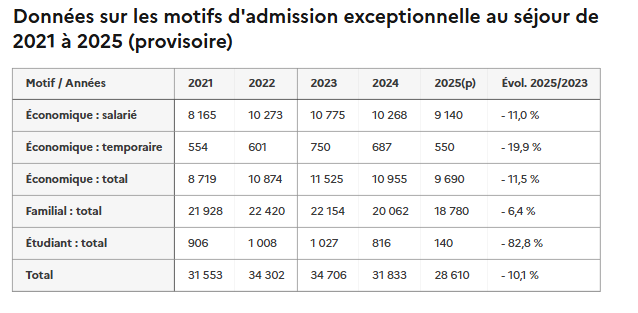 Données sur les motifs d'admission exceptionnelle au séjour de
2021 à 2025 (provisoire)
Motif / Années 2021 2022 2023 2024 2025(p) Évol. 2025/2023
Économique : salarié 8 165 10 273 10 775 10 268 9 140 - 11,0 %
Économique : temporaire 554 601 750 687 550 - 19,9 %
Économique : total 8 719 10 874 11 525 10 955 9 690 - 11,5 %
Familial : total 21 928 22 420 22 154 20 062 18 780 - 6,4 %
Étudiant : total 906 1 008 1 027 816 140 - 82,8 %
Total 31 553 34 302 34 706 31 833 28 610 - 10,1 %